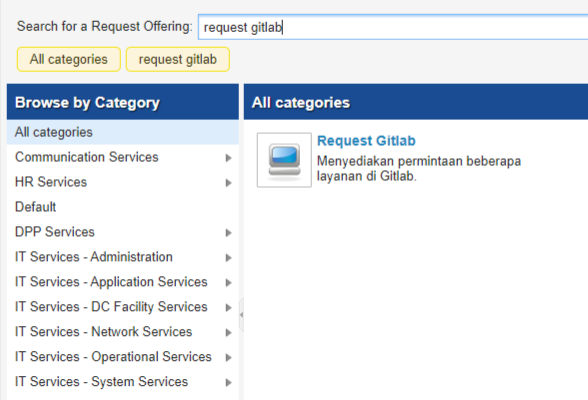 Search for a Request Offering: request gitlab
All categories request gitlab
Browse by Category
All categories
Communication Services
HR Services
Default
DPP Services
IT Services - Administration
IT Services - Application Services
IT Services - DC Facility Services
IT Services - Network Services
IT Services - Operational Services
IT Services - System Services
All categories
Request Gitlab
Menyediakan permintaan beberapa
layanan di Gitlab.